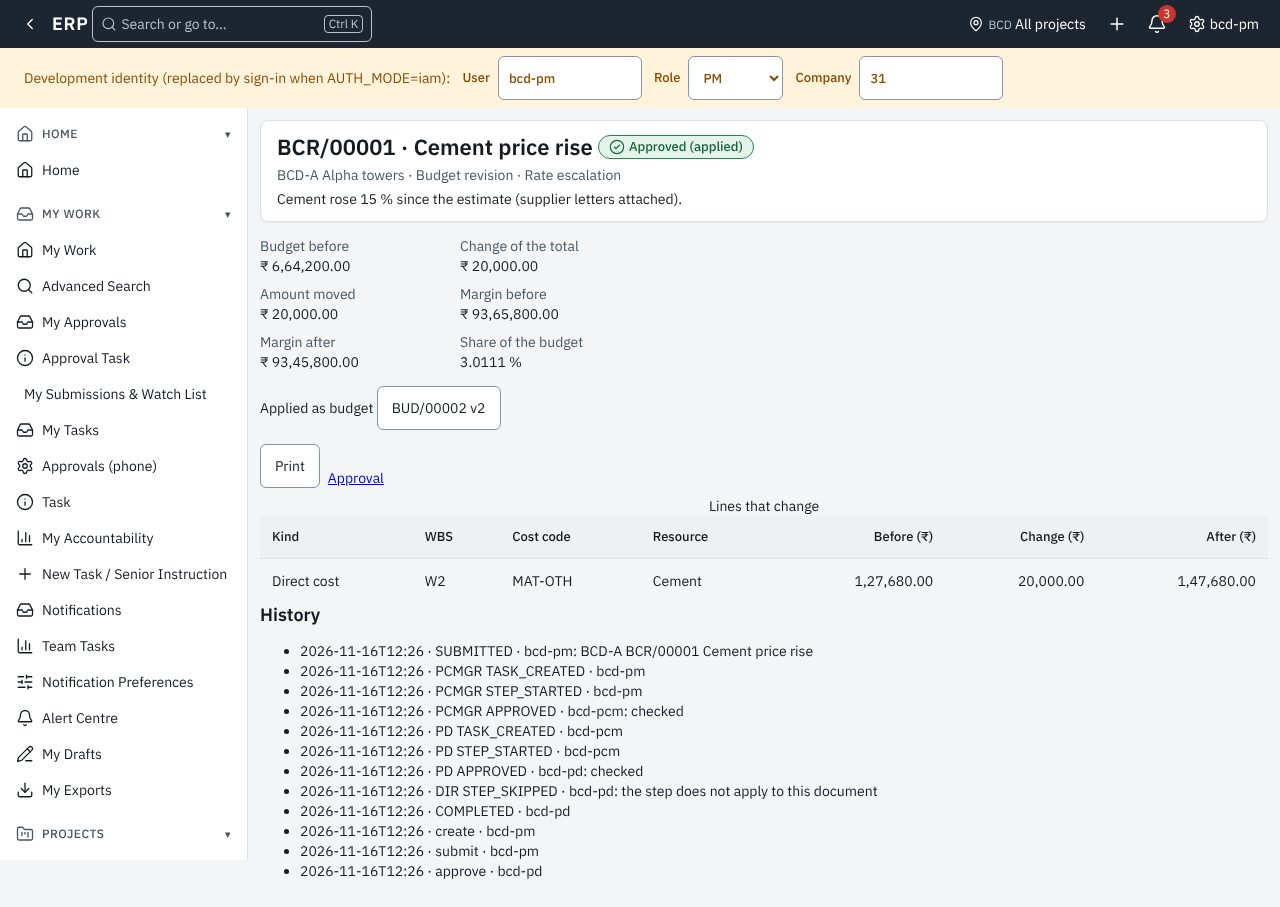 ERP Search or go to... Ctrl K BCD All projects 3 bcd-pm
Development identity (replaced by sign-in when AUTH_MODE=iam): User bcd-pm Role PM Company 31
HOME
Home
MY WORK
My Work
Advanced Search
My Approvals
Approval Task
My Submissions & Watch List
My Tasks
Approvals (phone)
Task
My Accountability
New Task / Senior Instruction
Notifications
Team Tasks
Notification Preferences
Alert Centre
My Drafts
My Exports
PROJECTS
BCR/00001 · Cement price rise Approved (applied)
BCD-A Alpha towers · Budget revision · Rate escalation
Cement rose 15 % since the estimate (supplier letters attached).
Budget before Change of the total
₹ 6,64,200.00 ₹ 20,000.00
Amount moved Margin before
₹ 20,000.00 ₹ 93,65,800.00
Margin after Share of the budget
₹ 93,45,800.00 3.0111 %
Applied as budget BUD/00002 v2
Print Approval
Lines that change
Kind WBS Cost code Resource Before (₹) Change (₹) After (₹)
Direct cost W2 MAT-OTH Cement 1,27,680.00 20,000.00 1,47,680.00
History
2026-11-16T12:26 · SUBMITTED · bcd-pm: BCD-A BCR/00001 Cement price rise
2026-11-16T12:26 · PCMGR TASK_CREATED · bcd-pm
2026-11-16T12:26 · PCMGR STEP_STARTED · bcd-pm
2026-11-16T12:26 · PCMGR APPROVED · bcd-pcm: checked
2026-11-16T12:26 · PD TASK_CREATED · bcd-pcm
2026-11-16T12:26 · PD STEP_STARTED · bcd-pcm
2026-11-16T12:26 · PD APPROVED · bcd-pd: checked
2026-11-16T12:26 · DIR STEP_SKIPPED · bcd-pd: the step does not apply to this document
2026-11-16T12:26 · COMPLETED · bcd-pd
2026-11-16T12:26 · create · bcd-pm
2026-11-16T12:26 · submit · bcd-pm
2026-11-16T12:26 · approve · bcd-pd